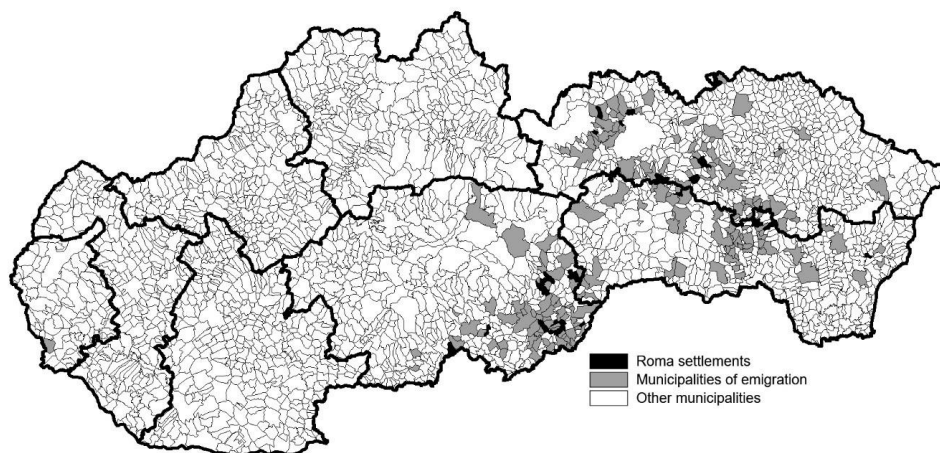 Roma settlements
Municipalities of emigration
Other municipalities